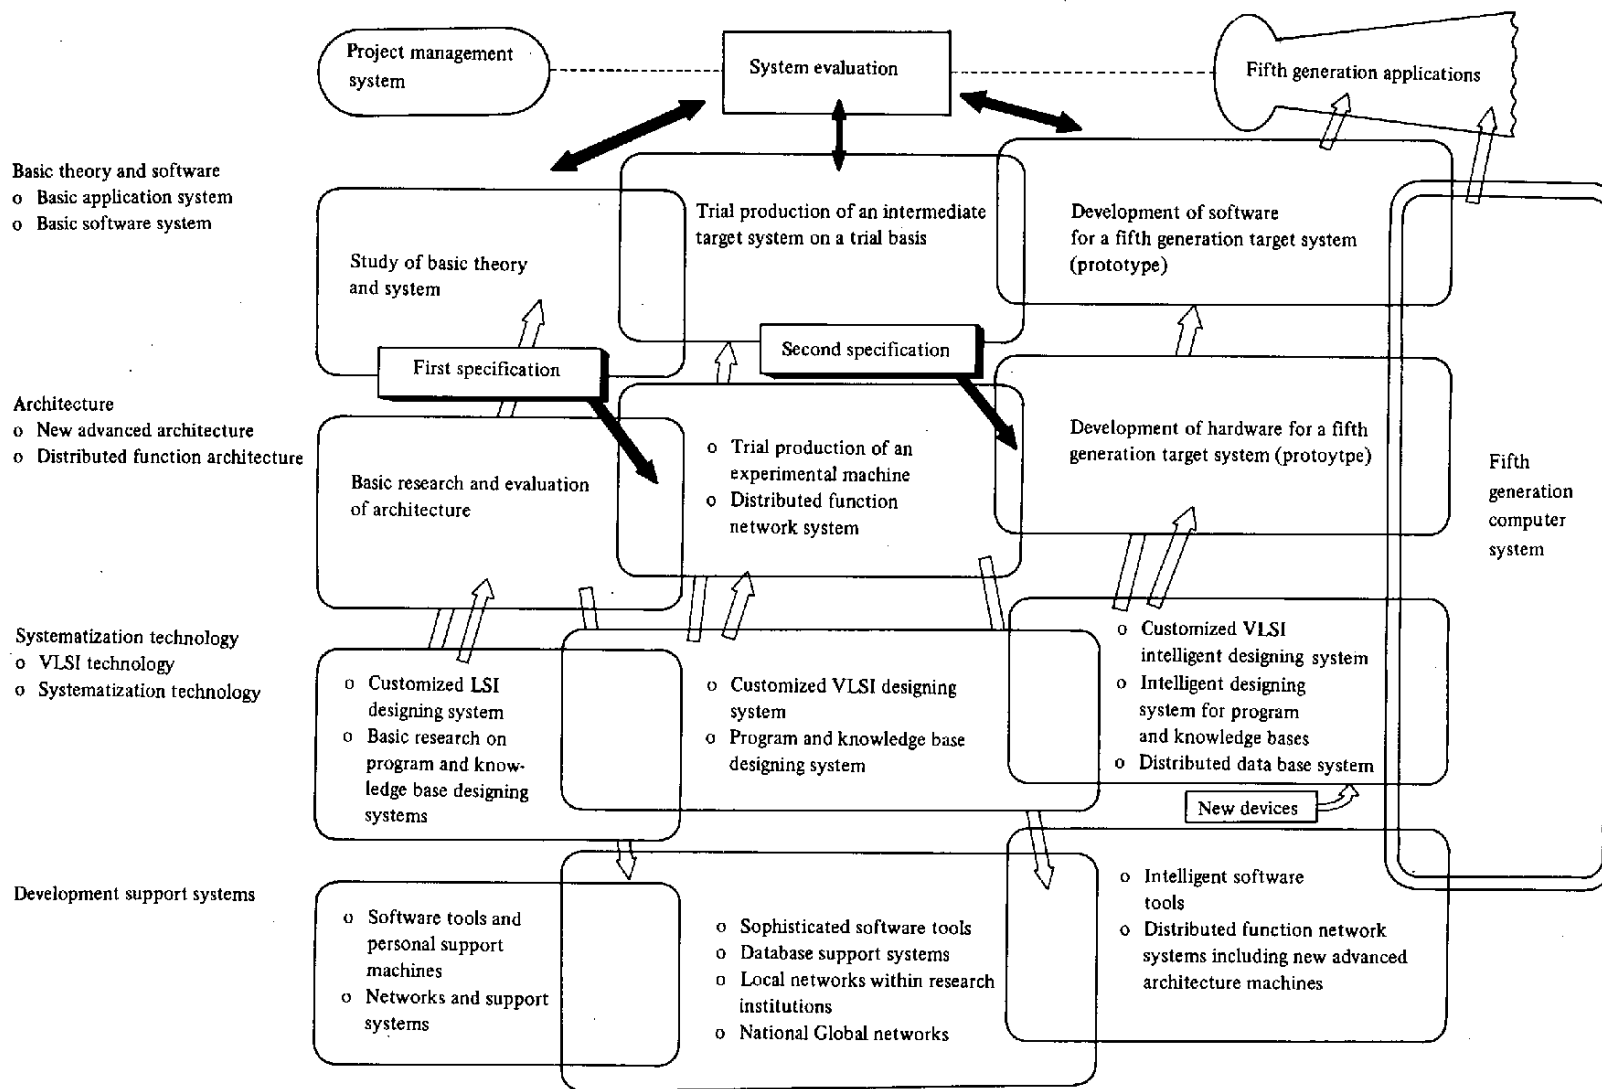 Project management
system
System evaluation
Fifth generation applications
Basic theory and software
o Basic application system
o Basic software system
Study of basic theory
and system
Trial production of an intermediate
target system on a trial basis
Development of software
for a fifth generation target system
(prototype)
First specification
Second specification
Architecture
o New advanced architecture
o Distributed function architecture
Basic research and evaluation
of architecture
o Trial production of an
experimental machine
o Distributed function
network system
Development of hardware for a fifth
generation target system (protoytpe)
Fifth
generation
computer
system
Systematization technology
o VLSI technology
o Systematization technology
o Customized LSI
designing system
o Basic research on
program and know-
ledge base designing
systems
o Customized VLSI designing
system
o Program and knowledge base
designing system
o Customized VLSI
intelligent designing system
o Intelligent designing
system for program
and knowledge bases
o Distributed data base system
New devices
Development support systems
o Software tools and
personal support
machines
o Networks and support
systems
o Sophisticated software tools
o Database support systems
o Local networks within research
institutions
o National Global networks
o Intelligent software
tools
o Distributed function network
systems including new advanced
architecture machines